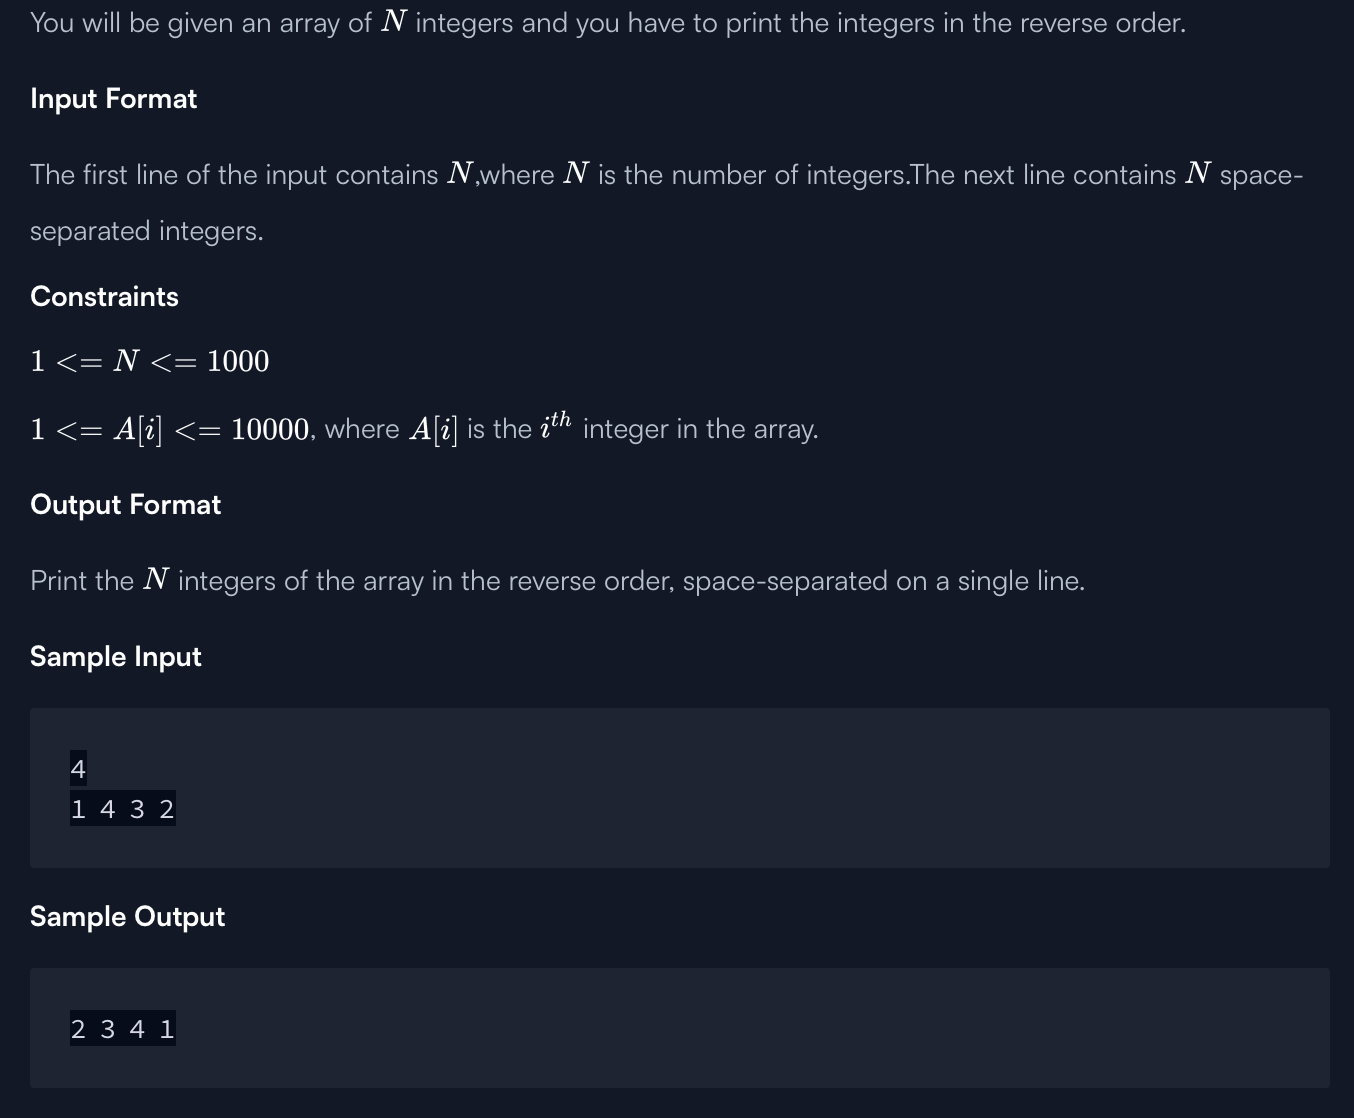 You will be given an array of N integers and you have to print the integers in the reverse order.
Input Format
The first line of the input contains N,where N is the number of integers.The next line contains N space-
separated integers.
Constraints
1 <= N <= 1000
1 <= A[i] <= 10000, where A[i] is the i^th integer in the array.
Output Format
Print the N integers of the array in the reverse order, space-separated on a single line.
Sample Input
4
1 4 3 2
Sample Output
2 3 4 1